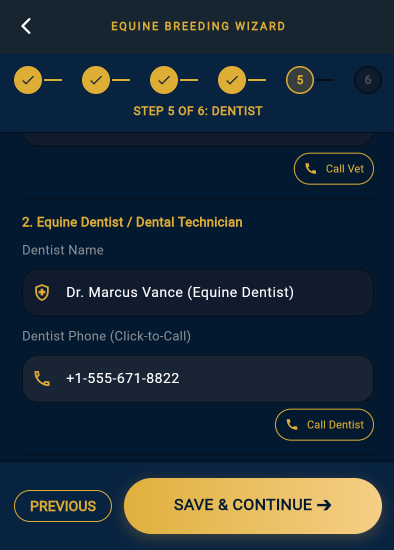 EQUINE BREEDING WIZARD
5
6
STEP 5 OF 6: DENTIST
Call Vet
2. Equine Dentist / Dental Technician
Dentist Name
Dr. Marcus Vance (Equine Dentist)
Dentist Phone (Click-to-Call)
+1-555-671-8822
Call Dentist
PREVIOUS
SAVE & CONTINUE ➔